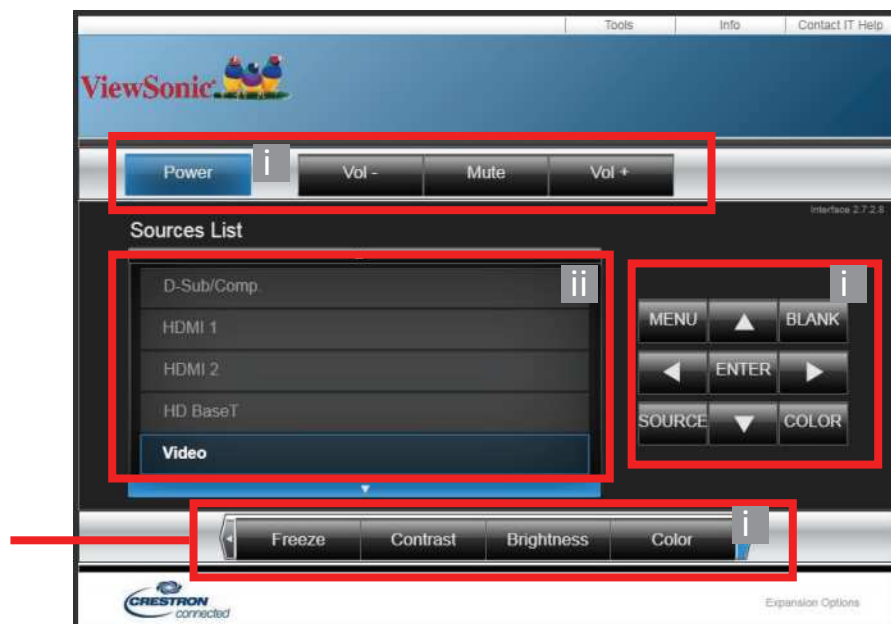 Tools Info Contact IT Help
ViewSonic
Power i Vol - Mute Vol +
Interface 2.7.2.8
Sources List
ii
D-Sub/Comp.
HDMI 1
HDMI 2
HD BaseT
Video
i
MENU BLANK
ENTER
SOURCE COLOR
i
Freeze Contrast Brightness Color
CRESTRON
connected
Expansion Options